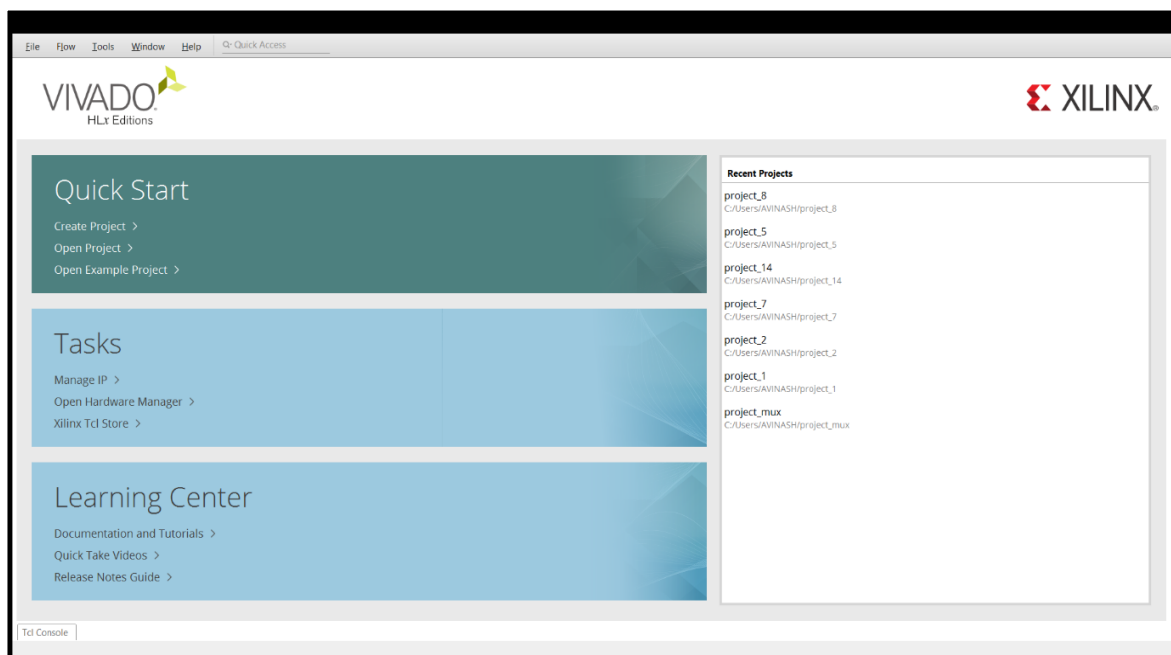 File Flow Tools Window Help Quick Access
VIVADO.
HLx Editions
XILINX®
Quick Start
Create Project >
Open Project >
Open Example Project >
Tasks
Manage IP >
Open Hardware Manager >
Xilinx Tcl Store >
Learning Center
Documentation and Tutorials >
Quick Take Videos >
Release Notes Guide >
Recent Projects
project_8
C:/Users/AVINASH/project_8
project_5
C:/Users/AVINASH/project_5
project_14
C:/Users/AVINASH/project_14
project_7
C:/Users/AVINASH/project_7
project_2
C:/Users/AVINASH/project_2
project_1
C:/Users/AVINASH/project_1
project_mux
C:/Users/AVINASH/project_mux
Tcl Console